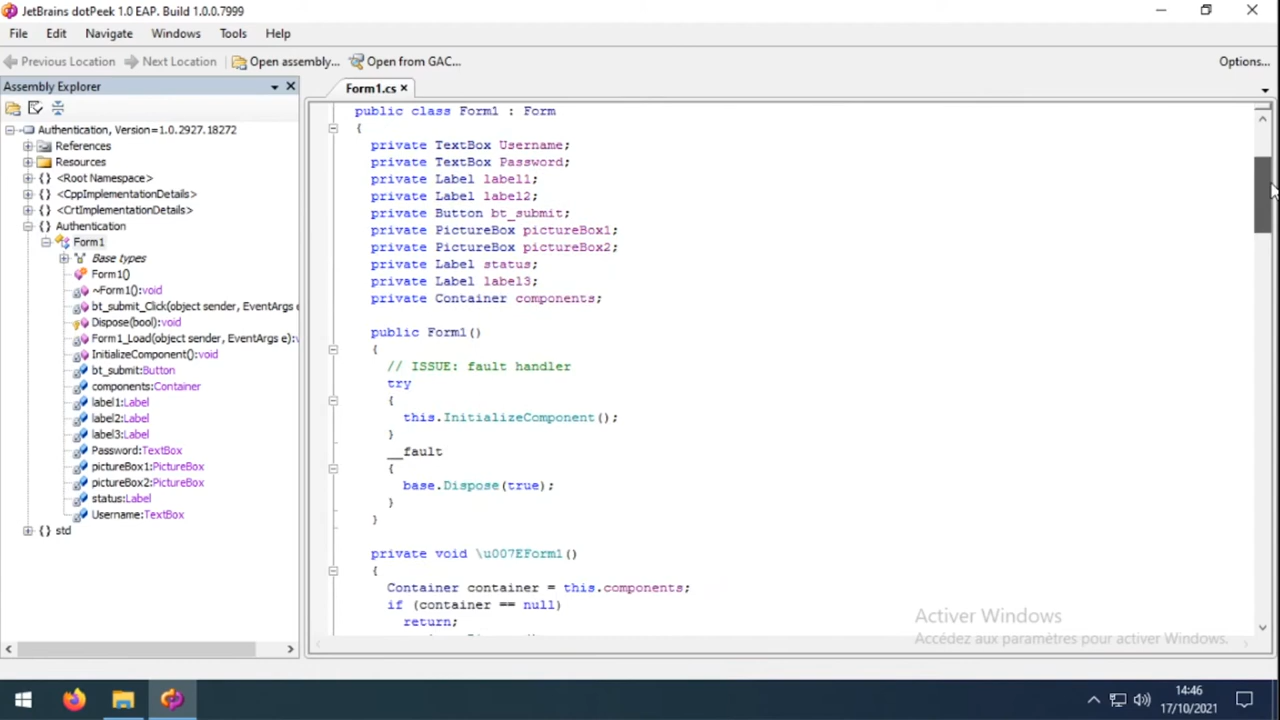 JetBrains dotPeek 1.0 EAP. Build 1.0.0.7999
File Edit Navigate Windows Tools Help
Previous Location Next Location Open assembly... Open from GAC... Options...
Assembly Explorer
Authentication, Version=1.0.2927.18272
References
Resources
{} <Root Namespace>
{} <CppImplementationDetails>
{} <CrtImplementationDetails>
{} Authentication
Form1
Base types
Form1()
~Form1():void
bt_submit_Click(object sender, EventArgs e
Dispose(bool):void
Form1_Load(object sender, EventArgs e):v
InitializeComponent():void
bt_submit:Button
components:Container
label1:Label
label2:Label
label3:Label
Password:TextBox
pictureBox1:PictureBox
pictureBox2:PictureBox
status:Label
Username:TextBox
{} std
Form1.cs
public class Form1 : Form
{
private TextBox Username;
private TextBox Password;
private Label label1;
private Label label2;
private Button bt_submit;
private PictureBox pictureBox1;
private PictureBox pictureBox2;
private Label status;
private Label label3;
private Container components;
public Form1()
{
// ISSUE: fault handler
try
{
this.InitializeComponent();
}
__fault
{
base.Dispose(true);
}
}
private void \u007EForm1()
{
Container container = this.components;
if (container == null)
return;
Activer Windows
Accédez aux paramètres pour activer Windows.
14:46
17/10/2021